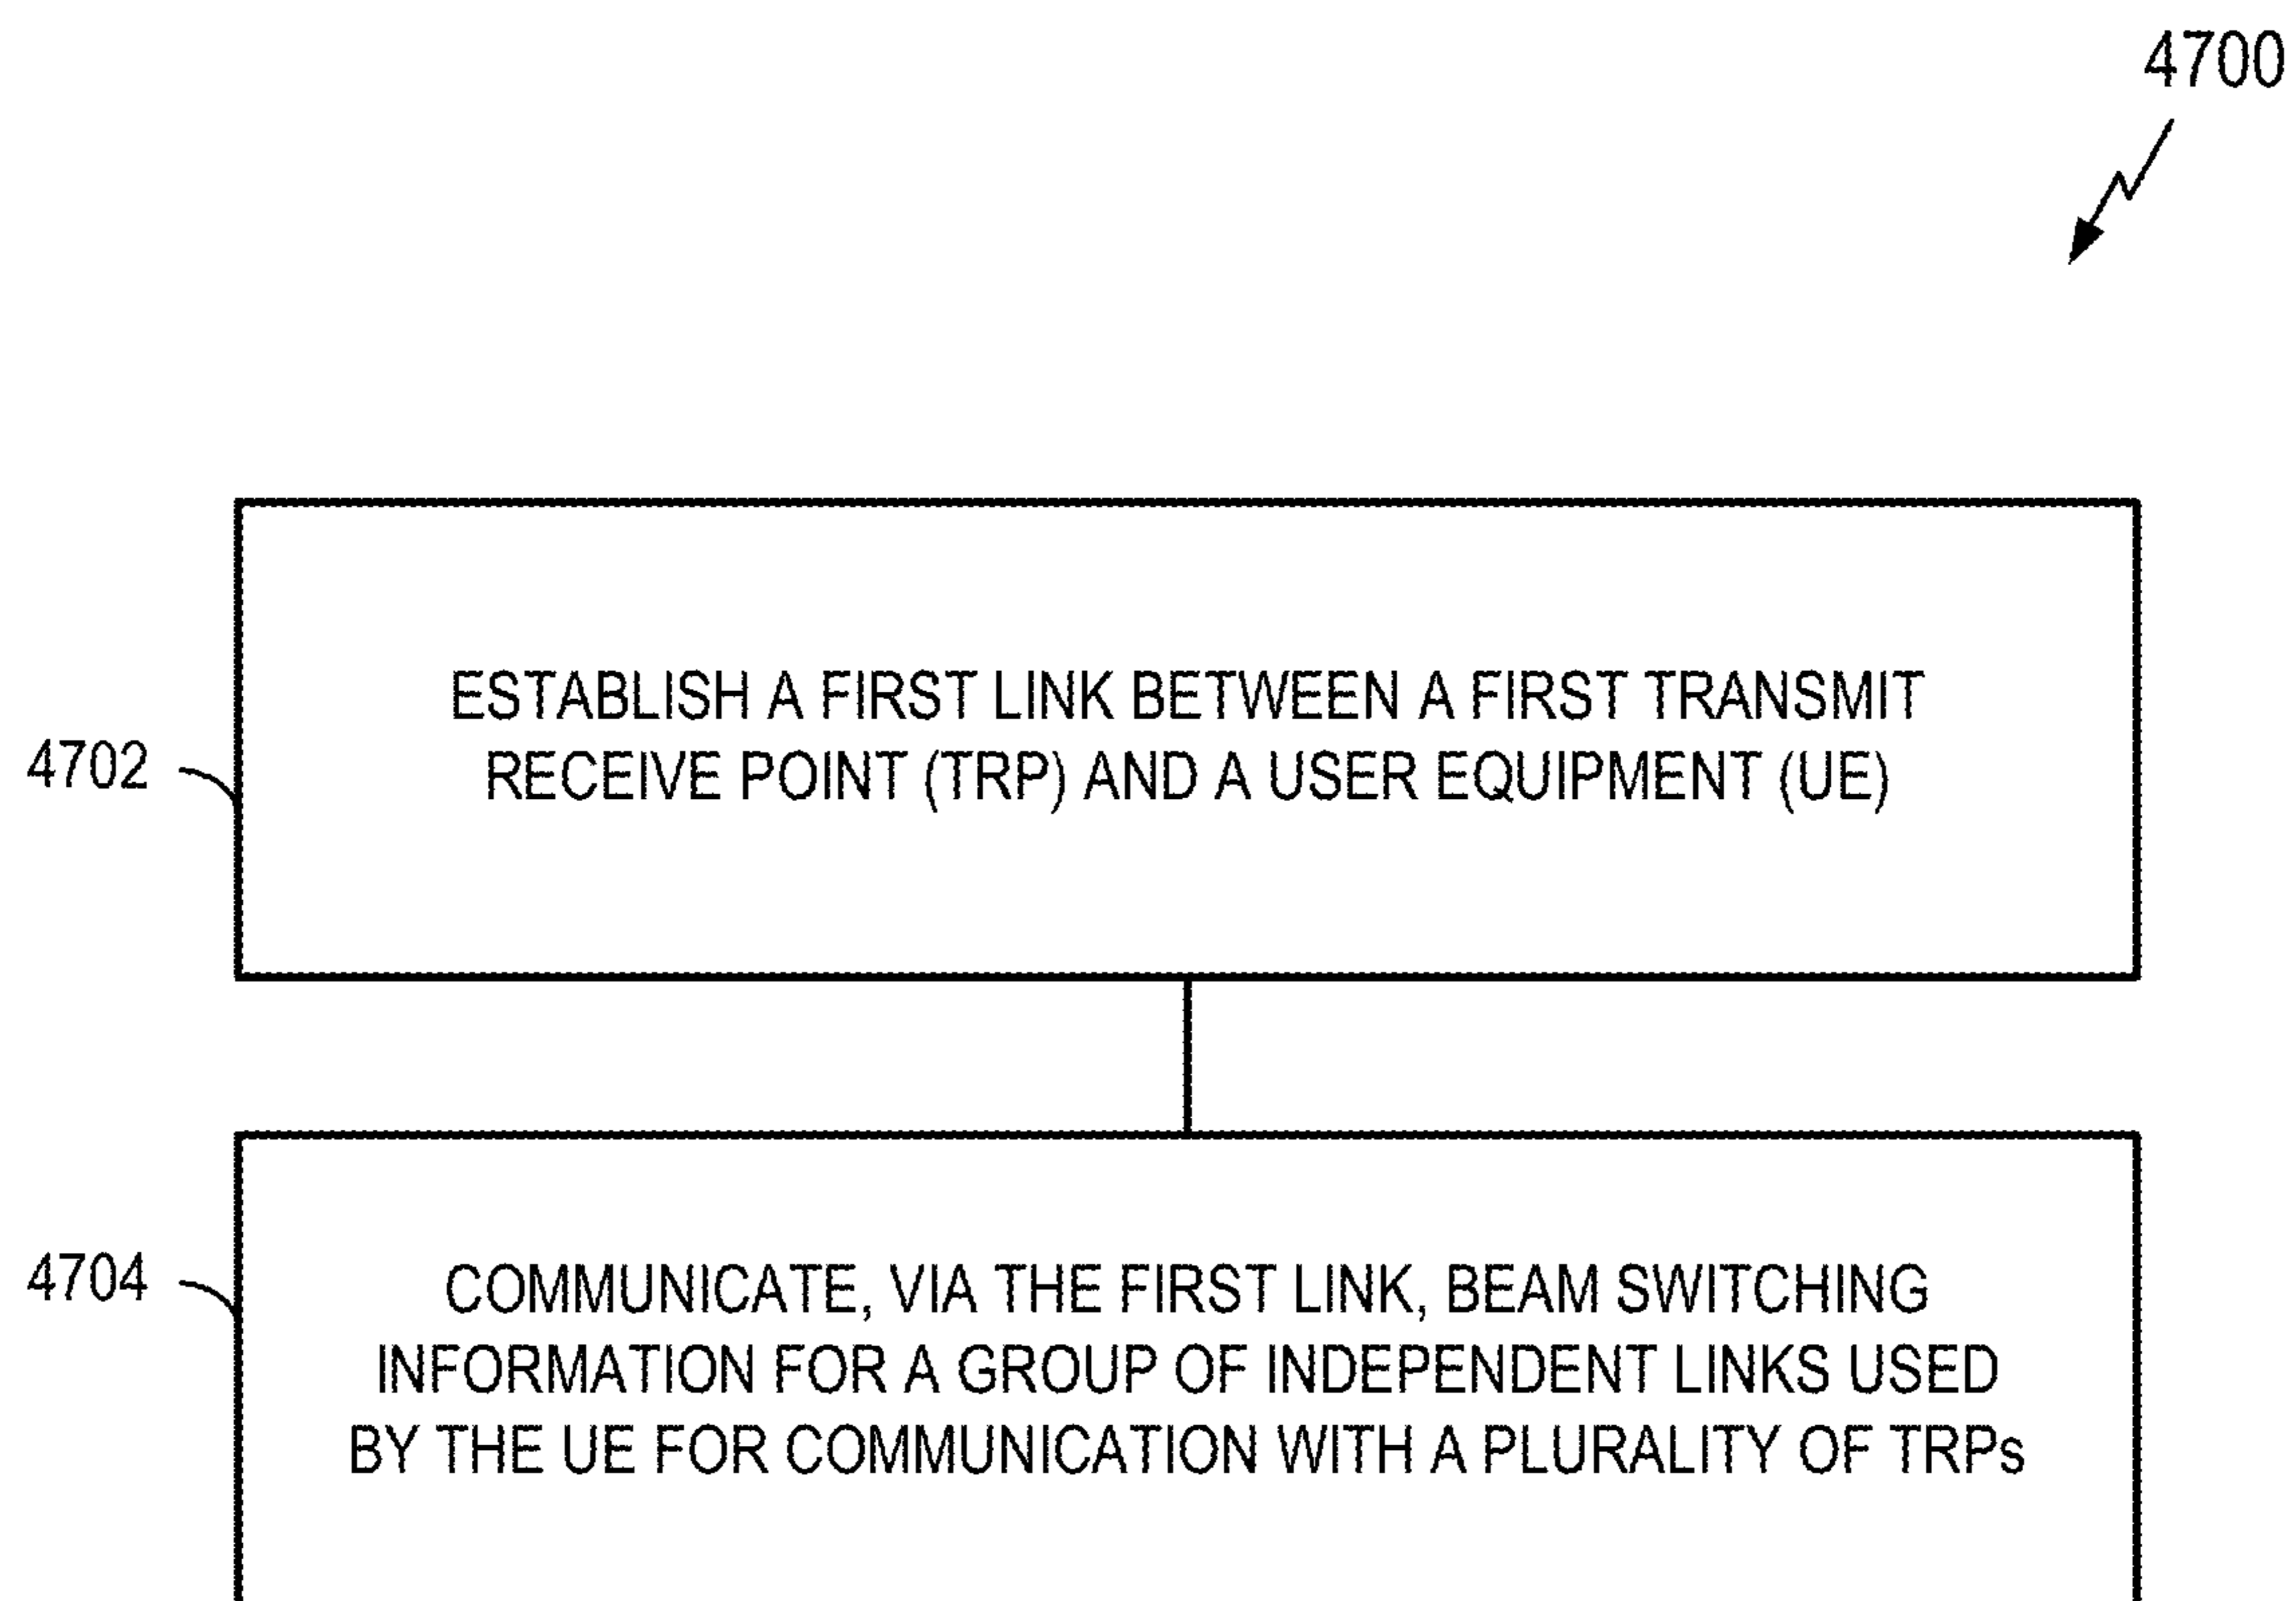 4700
4702
ESTABLISH A FIRST LINK BETWEEN A FIRST TRANSMIT
RECEIVE POINT (TRP) AND A USER EQUIPMENT (UE)
4704
COMMUNICATE, VIA THE FIRST LINK, BEAM SWITCHING
INFORMATION FOR A GROUP OF INDEPENDENT LINKS USED
BY THE UE FOR COMMUNICATION WITH A PLURALITY OF TRPs